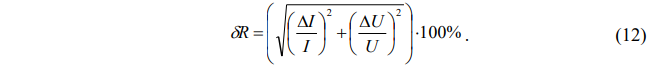 δR = (√((ΔI/I)² + (ΔU/U)²)) · 100% . (12)